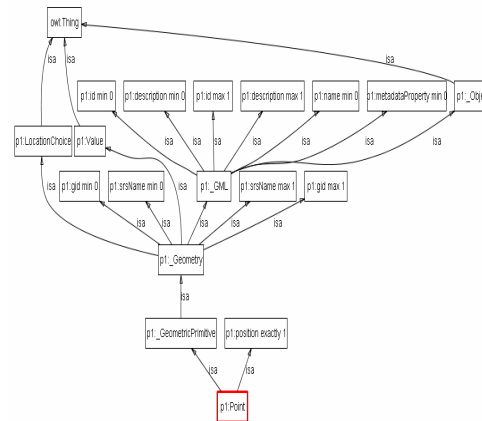 owl:Thing
isa
isa
isa
p1:id min 0
p1:description min 0
p1:id max 1
p1:description max 1
p1:name min 0
p1:metadataProperty min 0
p1:_Obje
p1:LocationChoice
p1:Value
isa
isa
isa
isa
isa
isa
isa
p1:_GML
p1:gid min 0
p1:srsName min 0
p1:srsName max 1
p1:gid max 1
isa
isa
isa
isa
isa
isa
isa
p1:_Geometry
isa
p1:_GeometricPrimitive
p1:position exactly 1
isa
isa
p1:Point